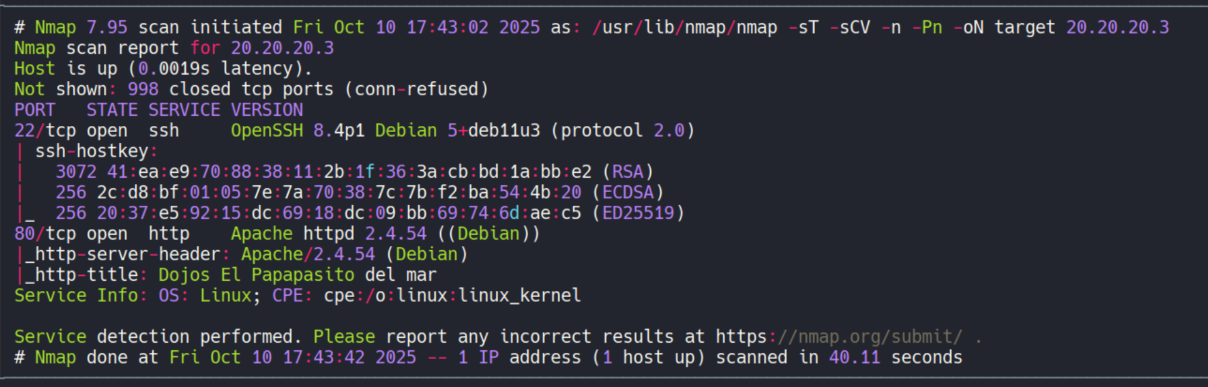 # Nmap 7.95 scan initiated Fri Oct 10 17:43:02 2025 as: /usr/lib/nmap/nmap -sT -sCV -n -Pn -oN target 20.20.20.3
Nmap scan report for 20.20.20.3
Host is up (0.0019s latency).
Not shown: 998 closed tcp ports (conn-refused)
PORT   STATE SERVICE VERSION
22/tcp open  ssh     OpenSSH 8.4p1 Debian 5+deb11u3 (protocol 2.0)
| ssh-hostkey:
|   3072 41:ea:e9:70:88:38:11:2b:1f:36:3a:cb:bd:1a:bb:e2 (RSA)
|   256 2c:d8:bf:01:05:7e:7a:70:38:7c:7b:f2:ba:54:4b:20 (ECDSA)
|_  256 20:37:e5:92:15:dc:69:18:dc:09:bb:69:74:6d:ae:c5 (ED25519)
80/tcp open  http    Apache httpd 2.4.54 ((Debian))
|_http-server-header: Apache/2.4.54 (Debian)
|_http-title: Dojos El Papapasito del mar
Service Info: OS: Linux; CPE: cpe:/o:linux:linux_kernel

Service detection performed. Please report any incorrect results at https://nmap.org/submit/ .
# Nmap done at Fri Oct 10 17:43:42 2025 -- 1 IP address (1 host up) scanned in 40.11 seconds